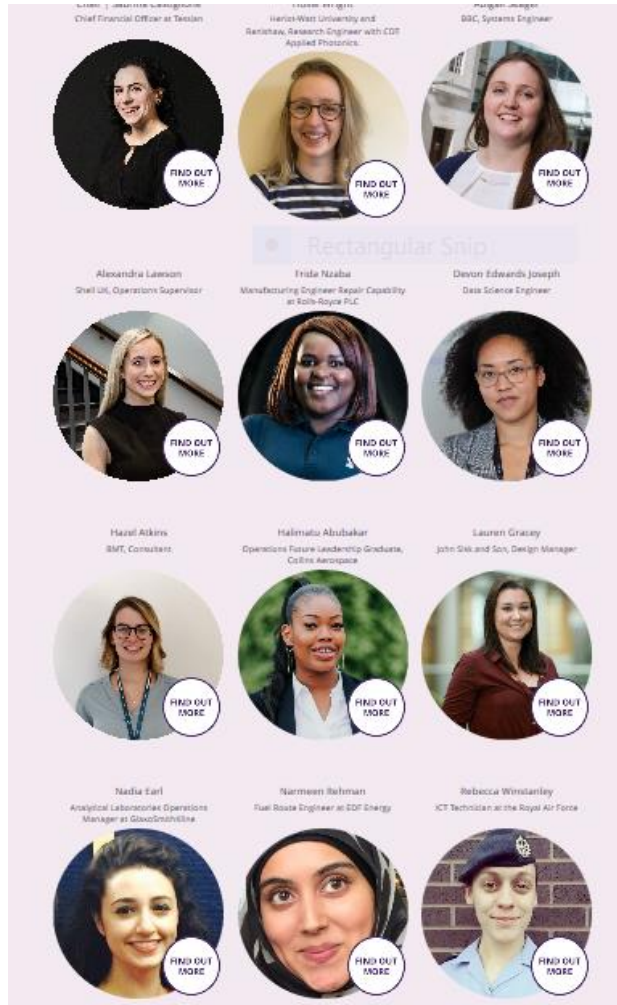 Chair | Sabrina Castiglione
Chief Financial Officer at Tessian
Wright
Heriot-Watt University and
Renishaw, Research Engineer with CDT
Applied Photonics.
Abigail Seager
BBC, Systems Engineer
FIND OUT
MORE
FIND OUT
MORE
FIND OUT
MORE
Rectangular Snip
Alexandra Lawson
Shell UK, Operations Supervisor
Frida Nzaba
Manufacturing Engineer Repair Capability
at Rolls-Royce PLC
Devon Edwards Joseph
Data Science Engineer
FIND OUT
MORE
FIND OUT
MORE
FIND OUT
MORE
Hazel Atkins
BMT, Consultant
Halimatu Abubakar
Operations Future Leadership Graduate,
Collins Aerospace
Lauren Gracey
John Sisk and Son, Design Manager
FIND OUT
MORE
FIND OUT
MORE
FIND OUT
MORE
Nadia Earl
Analytical Laboratories Operations
Manager at GlaxoSmithKline
Narmeen Rehman
Fuel Route Engineer at EDF Energy
Rebecca Winstanley
ICT Technician at the Royal Air Force
FIND OUT
MORE
FIND OUT
MORE
FIND OUT
MORE